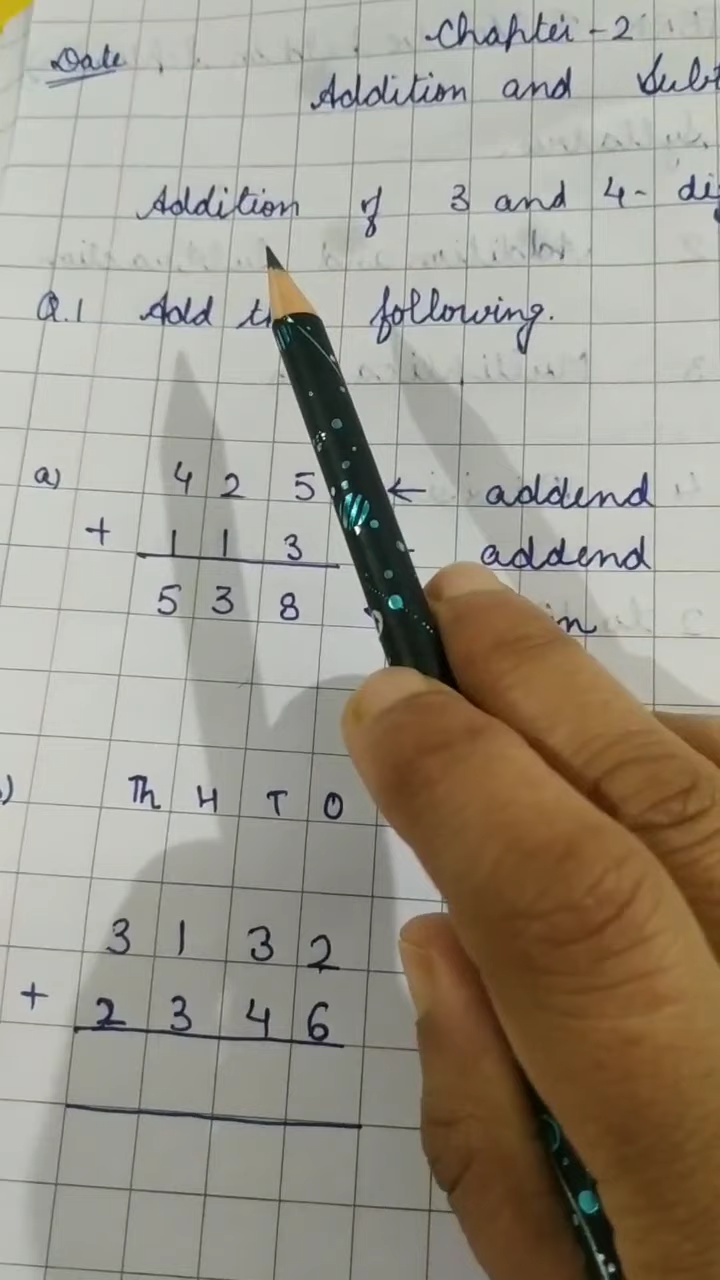 Chapter - 2
Date
Addition and
Addition of 3 and 4 -
Q.1 Add following.
a) 4 2 5 ← addend
+ 1 1 3 addend
5 3 8
Th H T O
3 1 3 2
+ 2 3 4 6